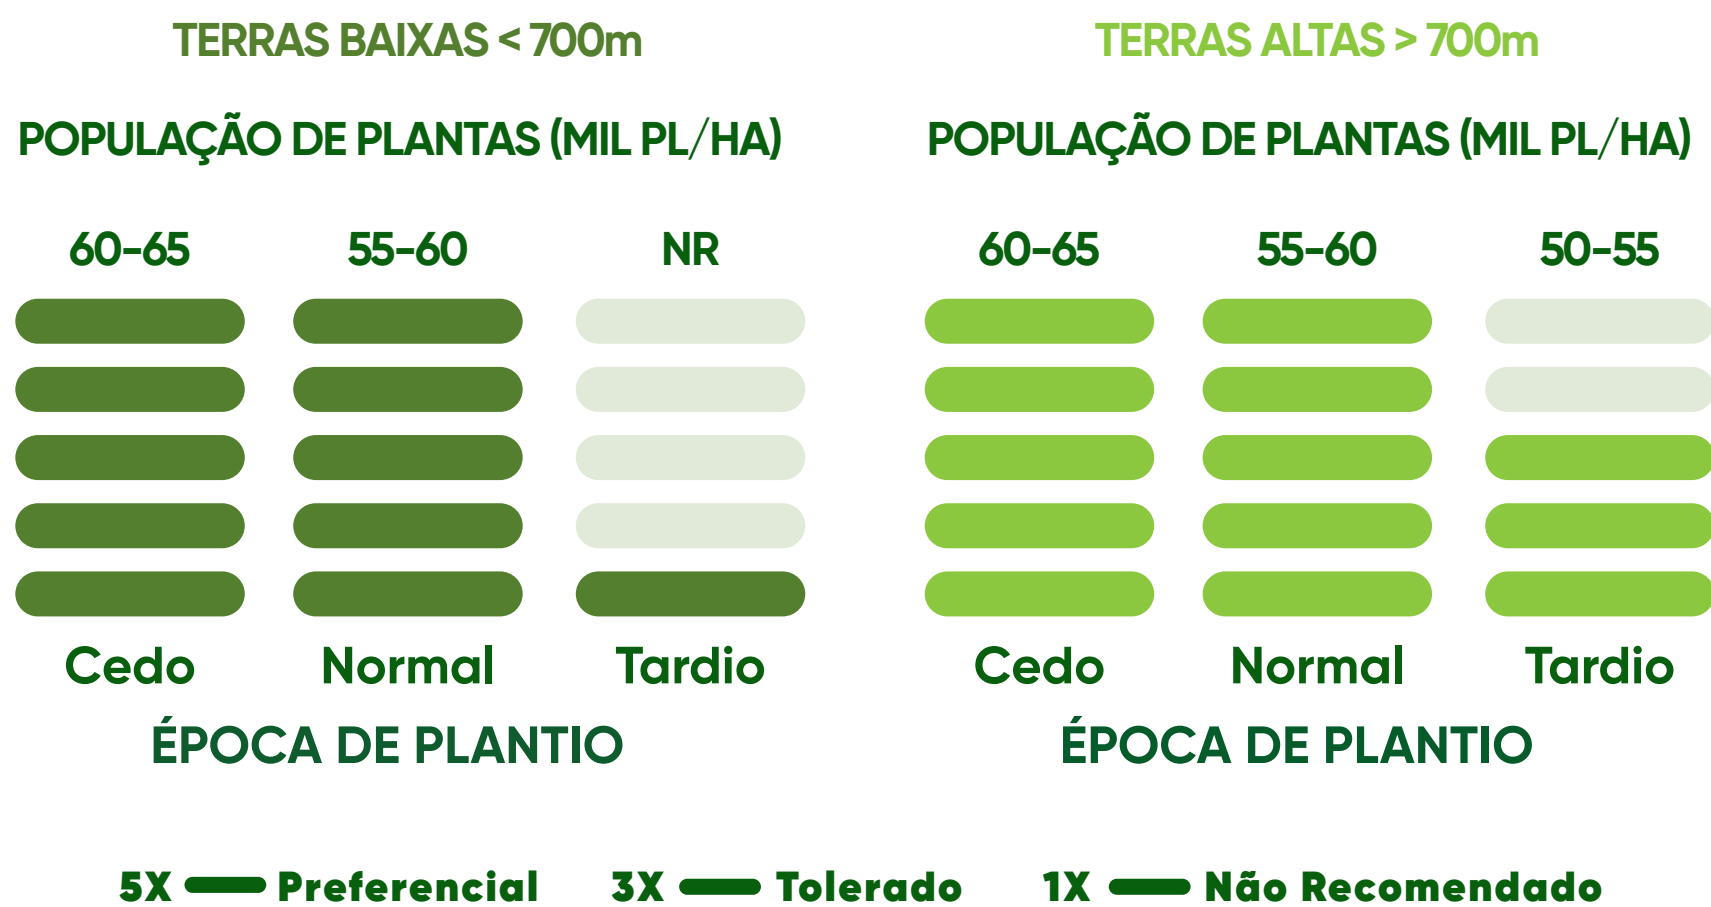 TERRAS BAIXAS < 700m
POPULAÇÃO DE PLANTAS (MIL PL/HA)
60-65 55-60 NR
Cedo Normal Tardio
ÉPOCA DE PLANTIO
TERRAS ALTAS > 700m
POPULAÇÃO DE PLANTAS (MIL PL/HA)
60-65 55-60 50-55
Cedo Normal Tardio
ÉPOCA DE PLANTIO
5X Preferencial 3X Tolerado 1X Não Recomendado